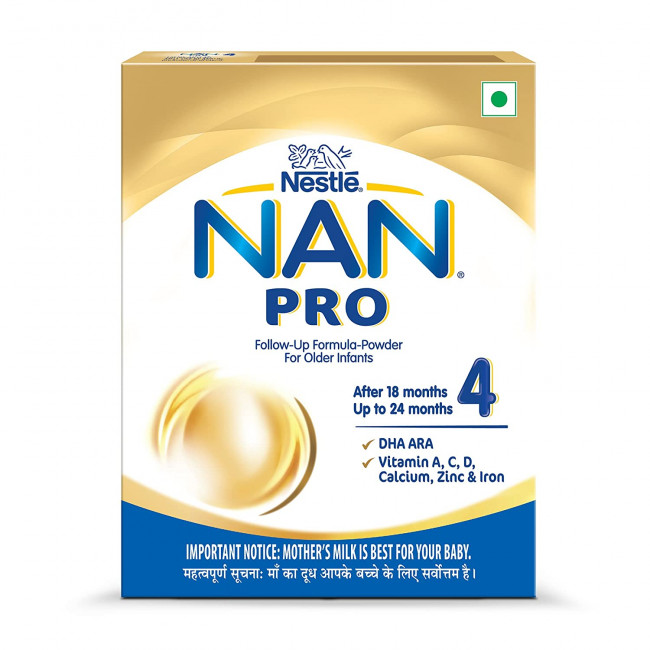 Nestlé
NAN®
PRO
Follow-Up Formula-Powder
For Older Infants
After 18 months
Up to 24 months
4
✓ DHA ARA
✓ Vitamin A, C, D,
Calcium, Zinc & Iron
IMPORTANT NOTICE: MOTHER'S MILK IS BEST FOR YOUR BABY.
महत्वपूर्ण सूचना: माँ का दूध आपके बच्चे के लिए सर्वोत्तम है।